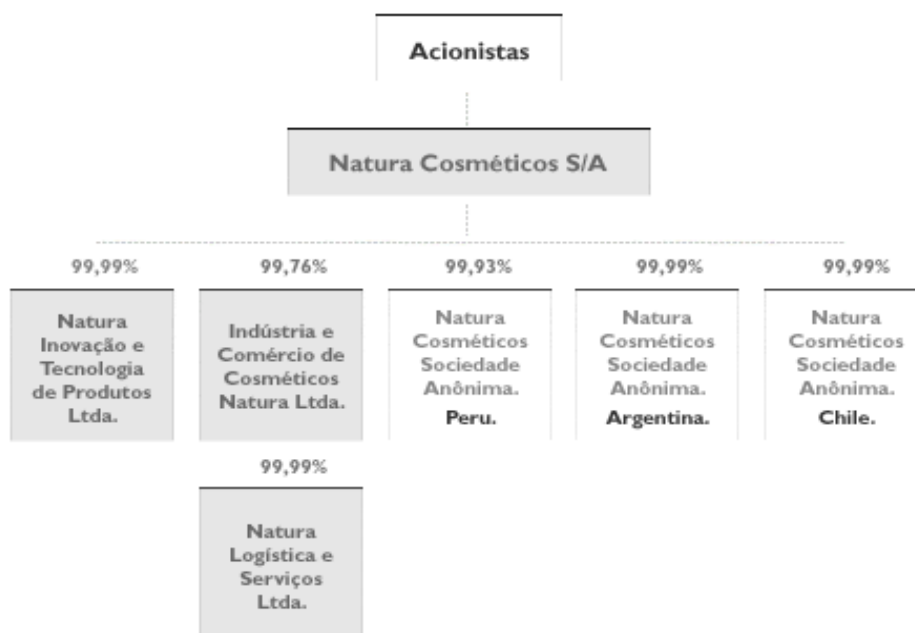 Acionistas
Natura Cosméticos S/A
99,99%
99,76%
99,93%
99,99%
99,99%
Natura
Inovação e
Tecnologia
de Produtos
Ltda.
Indústria e
Comércio de
Cosméticos
Natura Ltda.
Natura
Cosméticos
Sociedade
Anônima.
Peru.
Natura
Cosméticos
Sociedade
Anônima.
Argentina.
Natura
Cosméticos
Sociedade
Anônima.
Chile.
99,99%
Natura
Logística e
Serviços
Ltda.